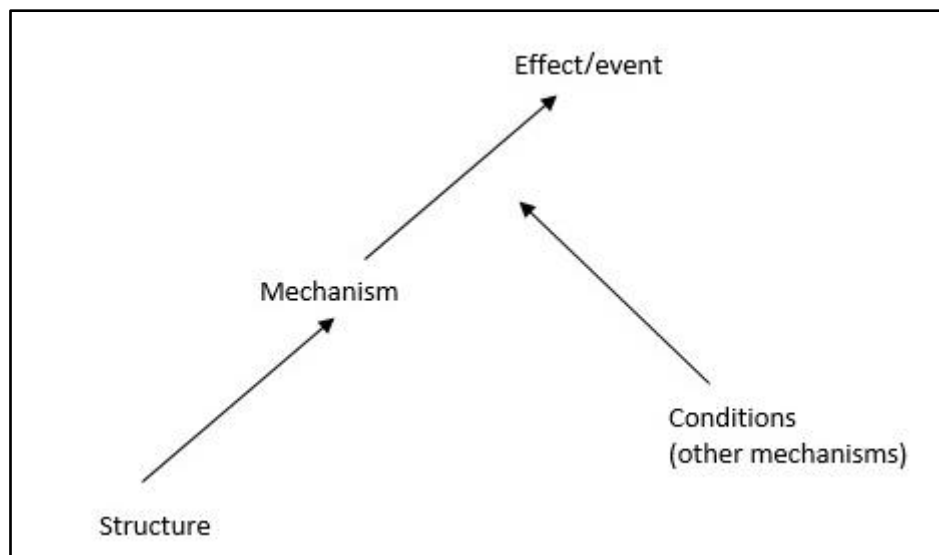 Effect/event
Mechanism
Conditions
(other mechanisms)
Structure